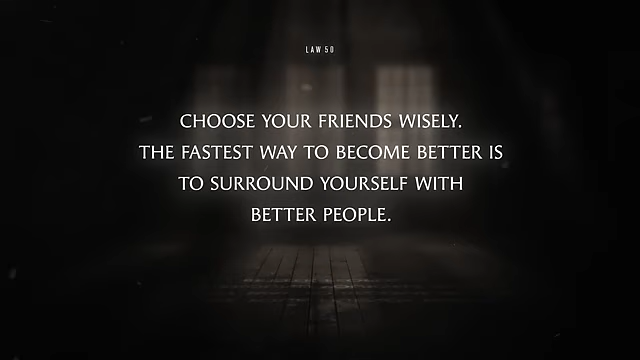 LAW 50
CHOOSE YOUR FRIENDS WISELY.
THE FASTEST WAY TO BECOME BETTER IS
TO SURROUND YOURSELF WITH
BETTER PEOPLE.